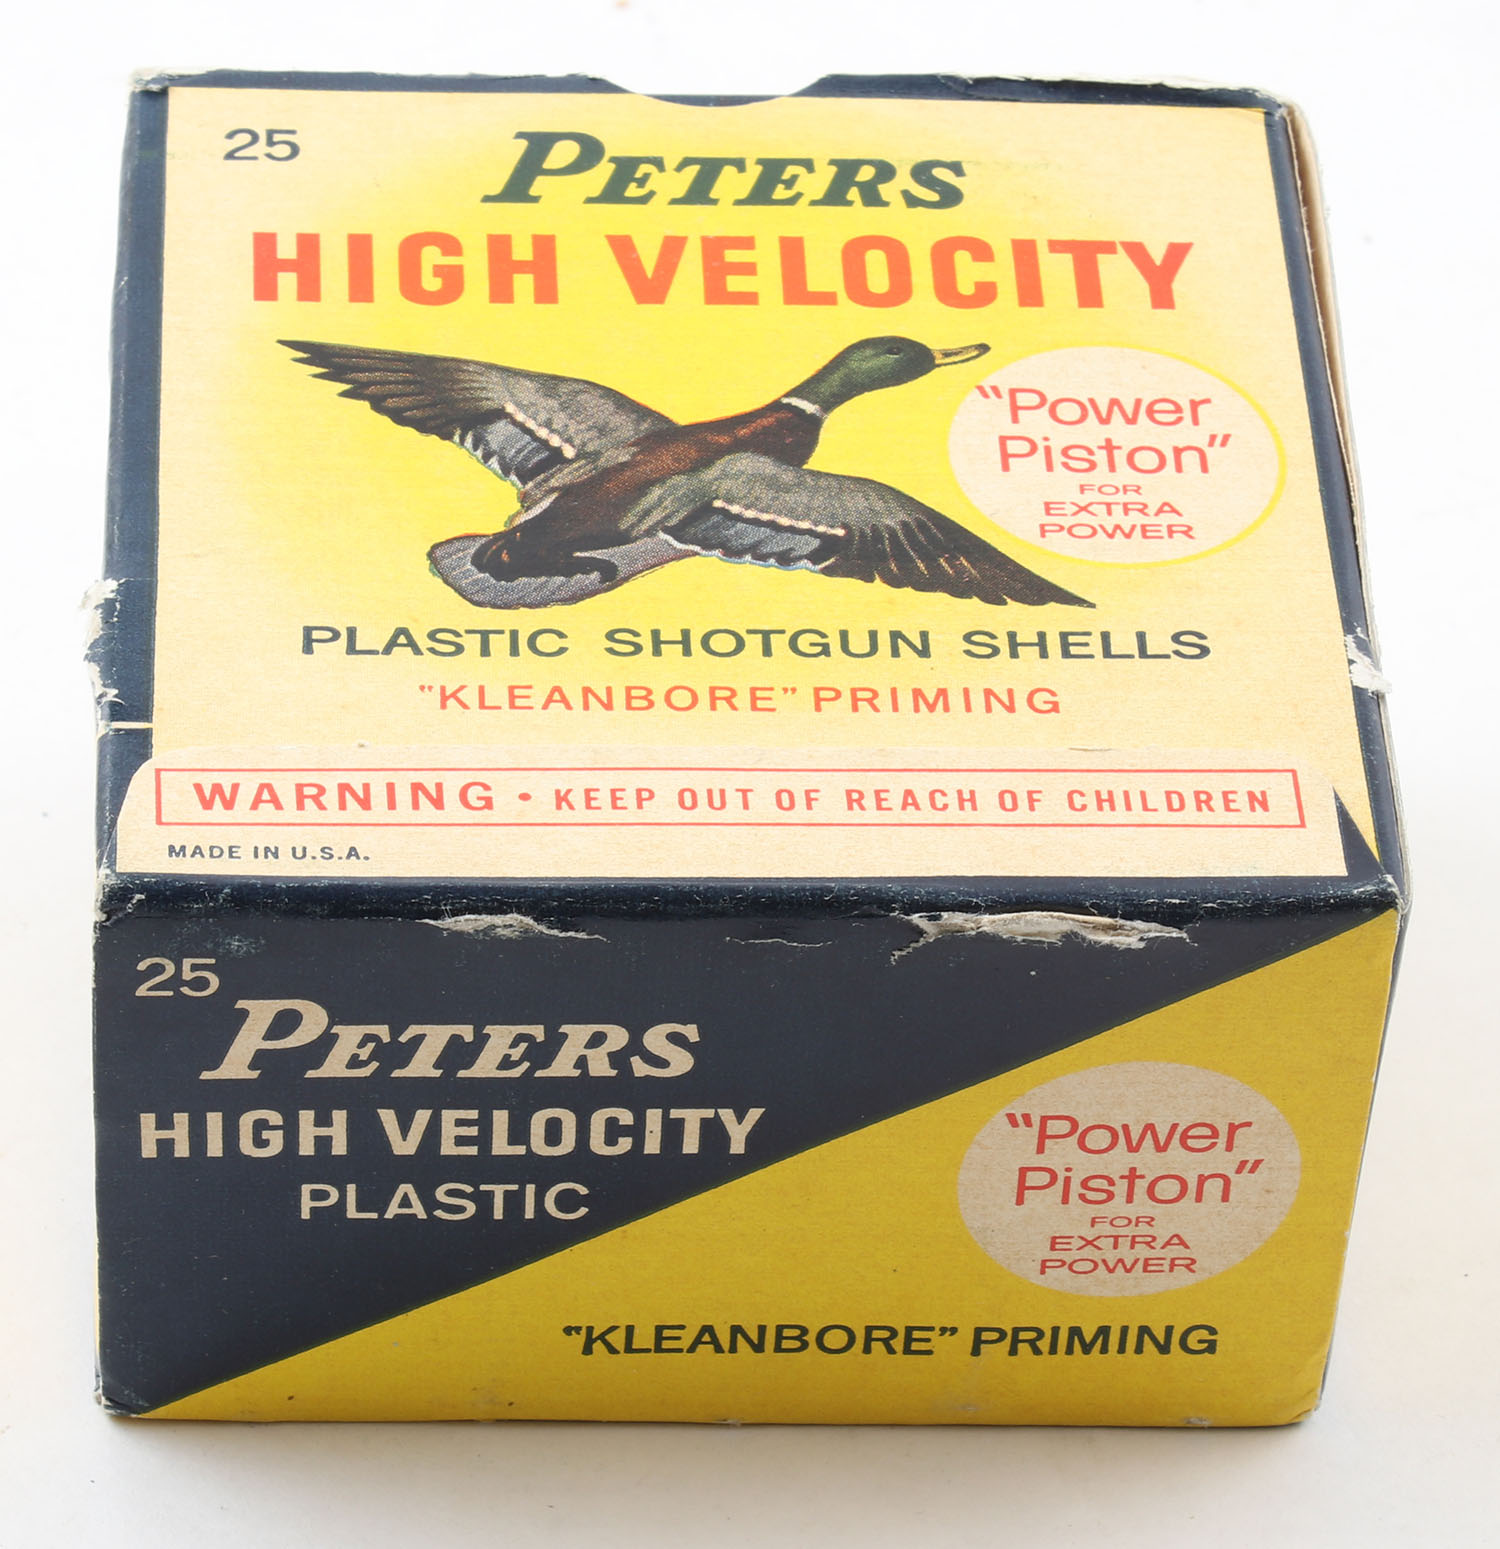 25
PETERS
HIGH VELOCITY
"Power
Piston"
FOR
EXTRA
POWER
PLASTIC SHOTGUN SHELLS
"KLEANBORE" PRIMING
WARNING • KEEP OUT OF REACH OF CHILDREN
MADE IN U.S.A.
25
PETERS
HIGH VELOCITY
PLASTIC
"Power
Piston"
FOR
EXTRA
POWER
"KLEANBORE" PRIMING